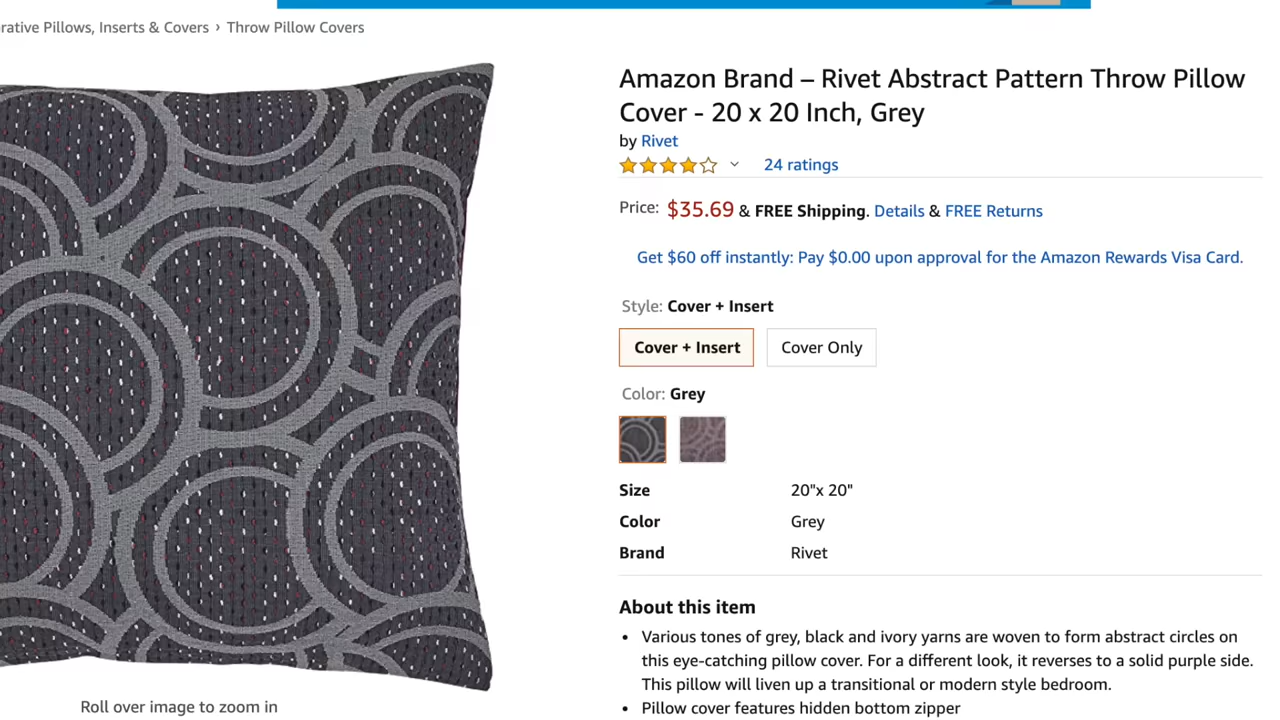 Decorative Pillows, Inserts & Covers › Throw Pillow Covers
Amazon Brand – Rivet Abstract Pattern Throw Pillow
Cover - 20 x 20 Inch, Grey
by Rivet
24 ratings
Price: $35.69 & FREE Shipping. Details & FREE Returns
Get $60 off instantly: Pay $0.00 upon approval for the Amazon Rewards Visa Card.
Style: Cover + Insert
Cover + Insert Cover Only
Color: Grey
Size 20"x 20"
Color Grey
Brand Rivet
About this item
• Various tones of grey, black and ivory yarns are woven to form abstract circles on
this eye-catching pillow cover. For a different look, it reverses to a solid purple side.
This pillow will liven up a transitional or modern style bedroom.
• Pillow cover features hidden bottom zipper
Roll over image to zoom in